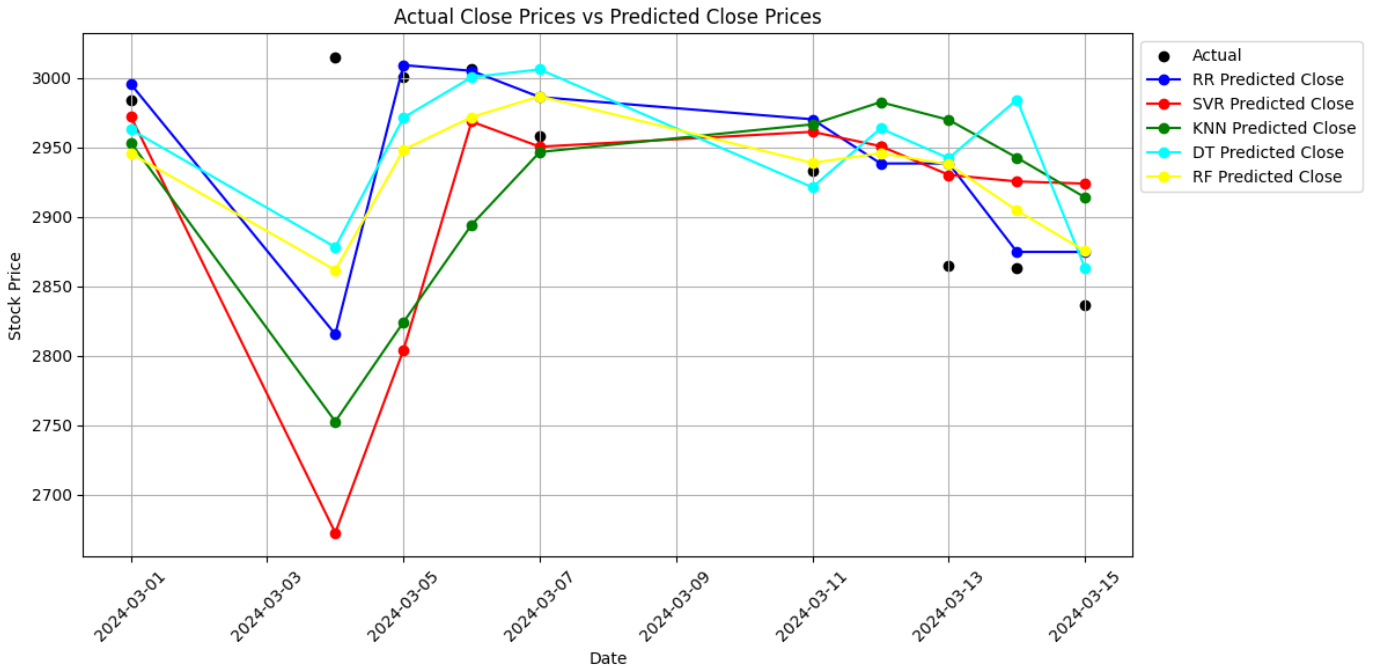 Actual Close Prices vs Predicted Close Prices
Actual
RR Predicted Close
SVR Predicted Close
KNN Predicted Close
DT Predicted Close
RF Predicted Close
Stock Price
3000
2950
2900
2850
2800
2750
2700
2024-03-01
2024-03-03
2024-03-05
2024-03-07
2024-03-09
2024-03-11
2024-03-13
2024-03-15
Date